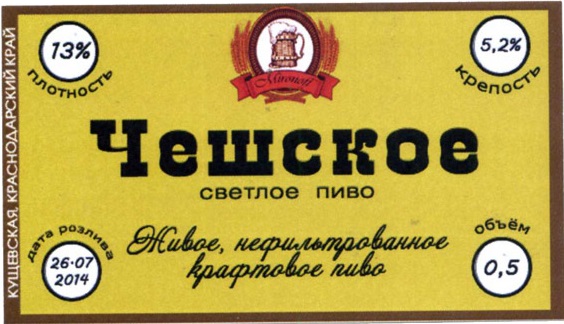 КУЩЕВСКАЯ, КРАСНОДАРСКИЙ КРАЙ
13%
ПЛОТНОСТЬ
Mironoff
5,2%
крепость
Чешское
светлое пиво
Живое, нефильтрованное
крафтовое пиво
дата розлива
26·07
2014
объём
0,5